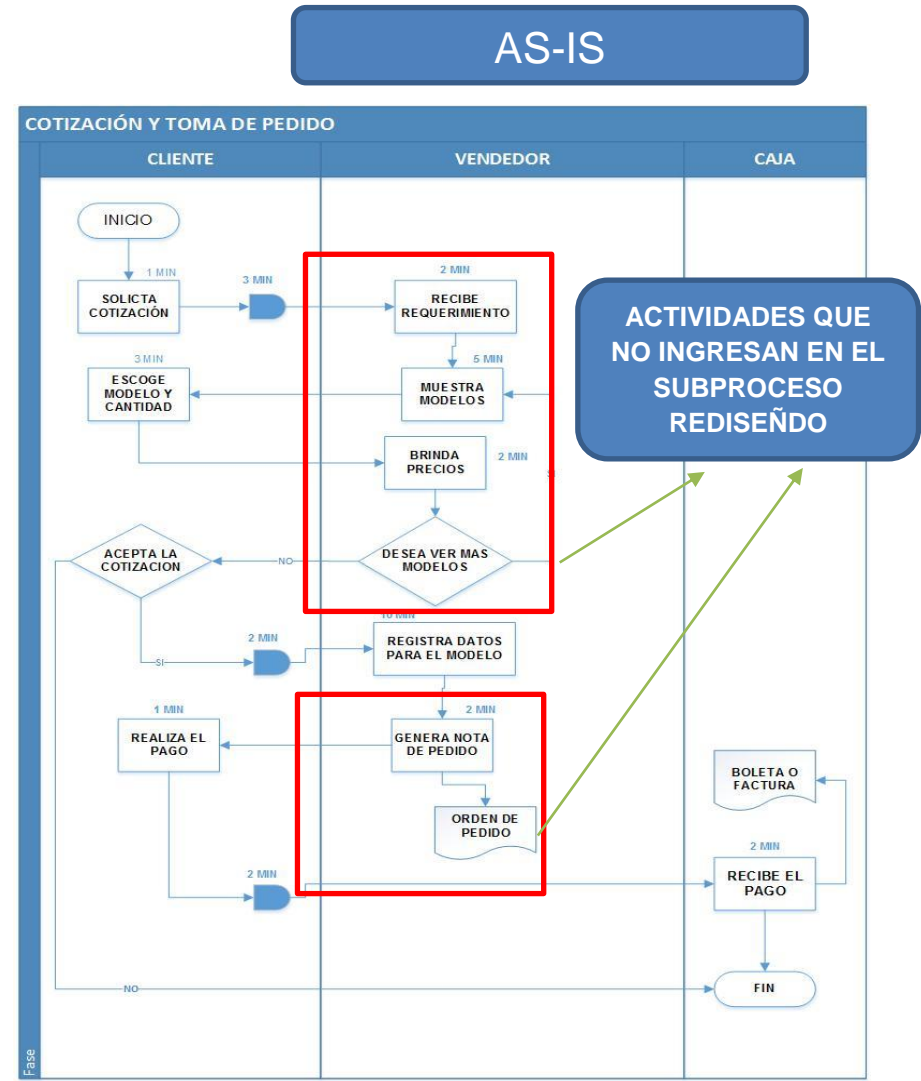 AS-IS
COTIZACIÓN Y TOMA DE PEDIDO
CLIENTE
VENDEDOR
CAJA
INICIO
1 MIN
SOLICTA
COTIZACIÓN
3 MIN
2 MIN
RECIBE
REQUERIMIENTO
ACTIVIDADES QUE
NO INGRESAN EN EL
SUBPROCESO
REDISEÑDO
3 MIN
ESCOGE
MODELO Y
CANTIDAD
5 MIN
MUESTRA
MODELOS
BRINDA
PRECIOS
2 MIN
SI
ACEPTA LA
COTIZACION
NO
DESEA VER MAS
MODELOS
10 MIN
SI
2 MIN
REGISTRA DATOS
PARA EL MODELO
1 MIN
REALIZA EL
PAGO
2 MIN
GENERA NOTA
DE PEDIDO
ORDEN DE
PEDIDO
BOLETA O
FACTURA
2 MIN
2 MIN
RECIBE EL
PAGO
NO
FIN
Fase